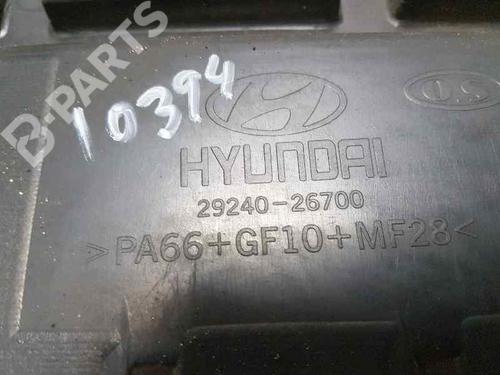 B-PARTS
10394
O.S
HYUNDAI
29240-26700
>PA66+GF10+MF28<